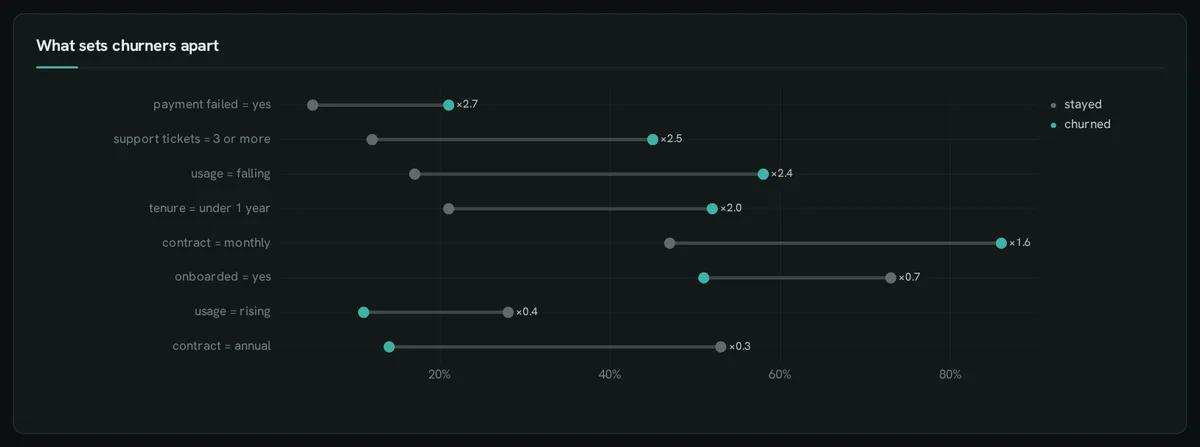 What sets churners apart
payment failed = yes ×2.7
support tickets = 3 or more ×2.5
usage = falling ×2.4
tenure = under 1 year ×2.0
contract = monthly ×1.6
onboarded = yes ×0.7
usage = rising ×0.4
contract = annual ×0.3
20% 40% 60% 80%
stayed
churned